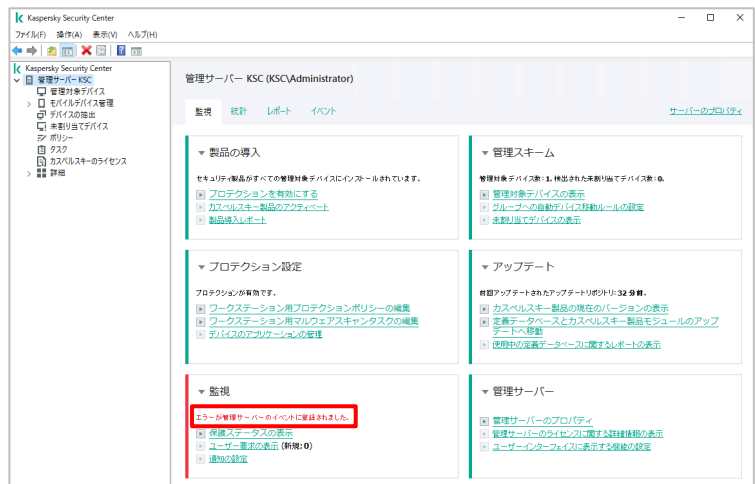 Kaspersky Security Center
ファイル(F) 操作(A) 表示(V) ヘルプ(H)
Kaspersky Security Center
管理サーバー KSC
管理対象デバイス
モバイルデバイス管理
デバイスの抽出
未割り当てデバイス
ポリシー
タスク
カスペルスキーのライセンス
詳細
管理サーバー KSC (KSC\Administrator)
監視 統計 レポート イベント サーバーのプロパティ
製品の導入
セキュリティ製品がすべての管理対象デバイスにインストールされています。
プロテクションを有効にする
カスペルスキー製品のアクティベート
製品導入レポート
管理スキーム
管理対象デバイス数: 1, 検出された未割り当てデバイス数: 0.
管理対象デバイスの表示
グループへの自動デバイス移動ルールの設定
未割り当てデバイスの表示
プロテクション設定
プロテクションが有効です。
ワークステーション用プロテクションポリシーの編集
ワークステーション用マルウェアスキャンタスクの編集
デバイスのアプリケーションの管理
アップデート
前回アップデートされたアップデートリポジトリ: 32 分前.
カスペルスキー製品の現在のバージョンの表示
定義データベースとカスペルスキー製品モジュールのアップ
デートへ移動
使用中の定義データベースに関するレポートの表示
監視
エラーが管理サーバーのイベントに登録されました。
保護ステータスの表示
ユーザー要求の表示 (新規: 0)
通知の設定
管理サーバー
管理サーバーのプロパティ
管理サーバーのライセンスに関する詳細情報の表示
ユーザーインターフェイスに表示する機能の設定